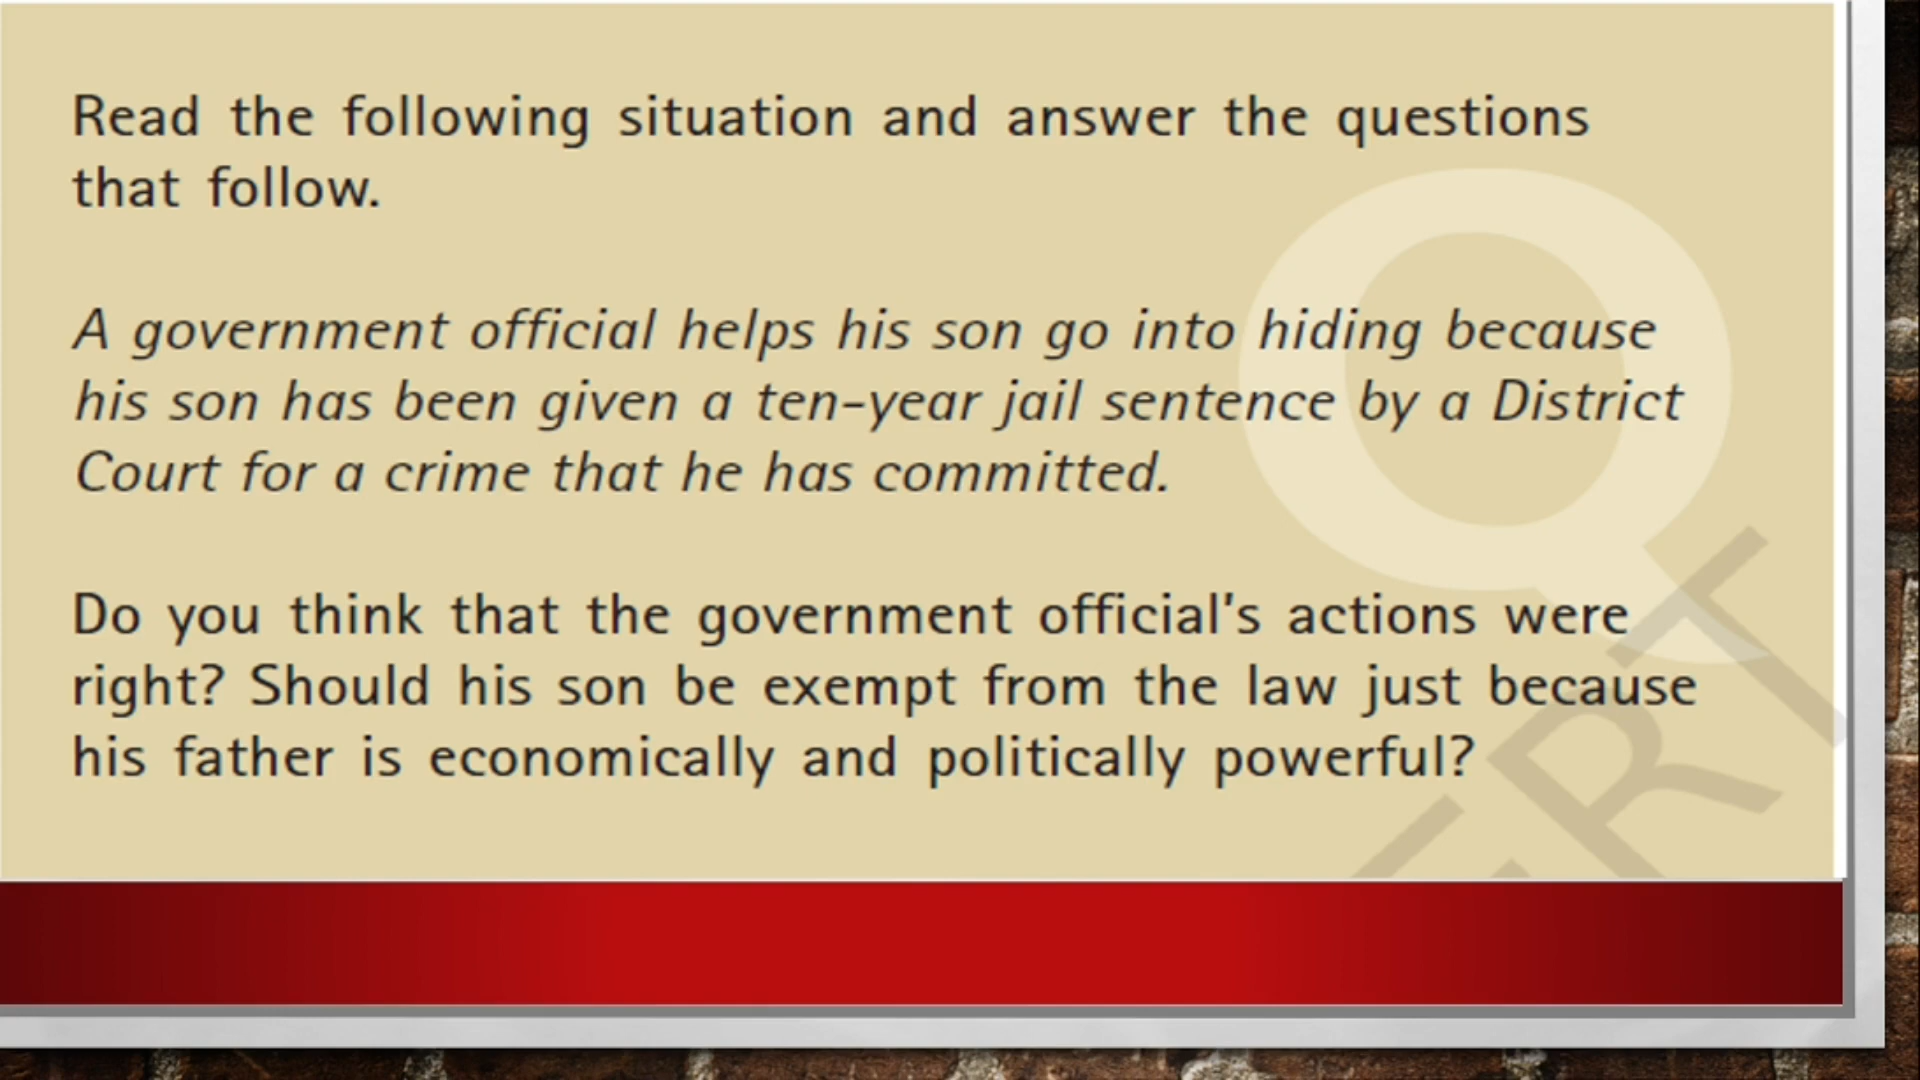 Read the following situation and answer the questions
that follow.
A government official helps his son go into hiding because
his son has been given a ten-year jail sentence by a District
Court for a crime that he has committed.
Do you think that the government official's actions were
right? Should his son be exempt from the law just because
his father is economically and politically powerful?
Q
ERT